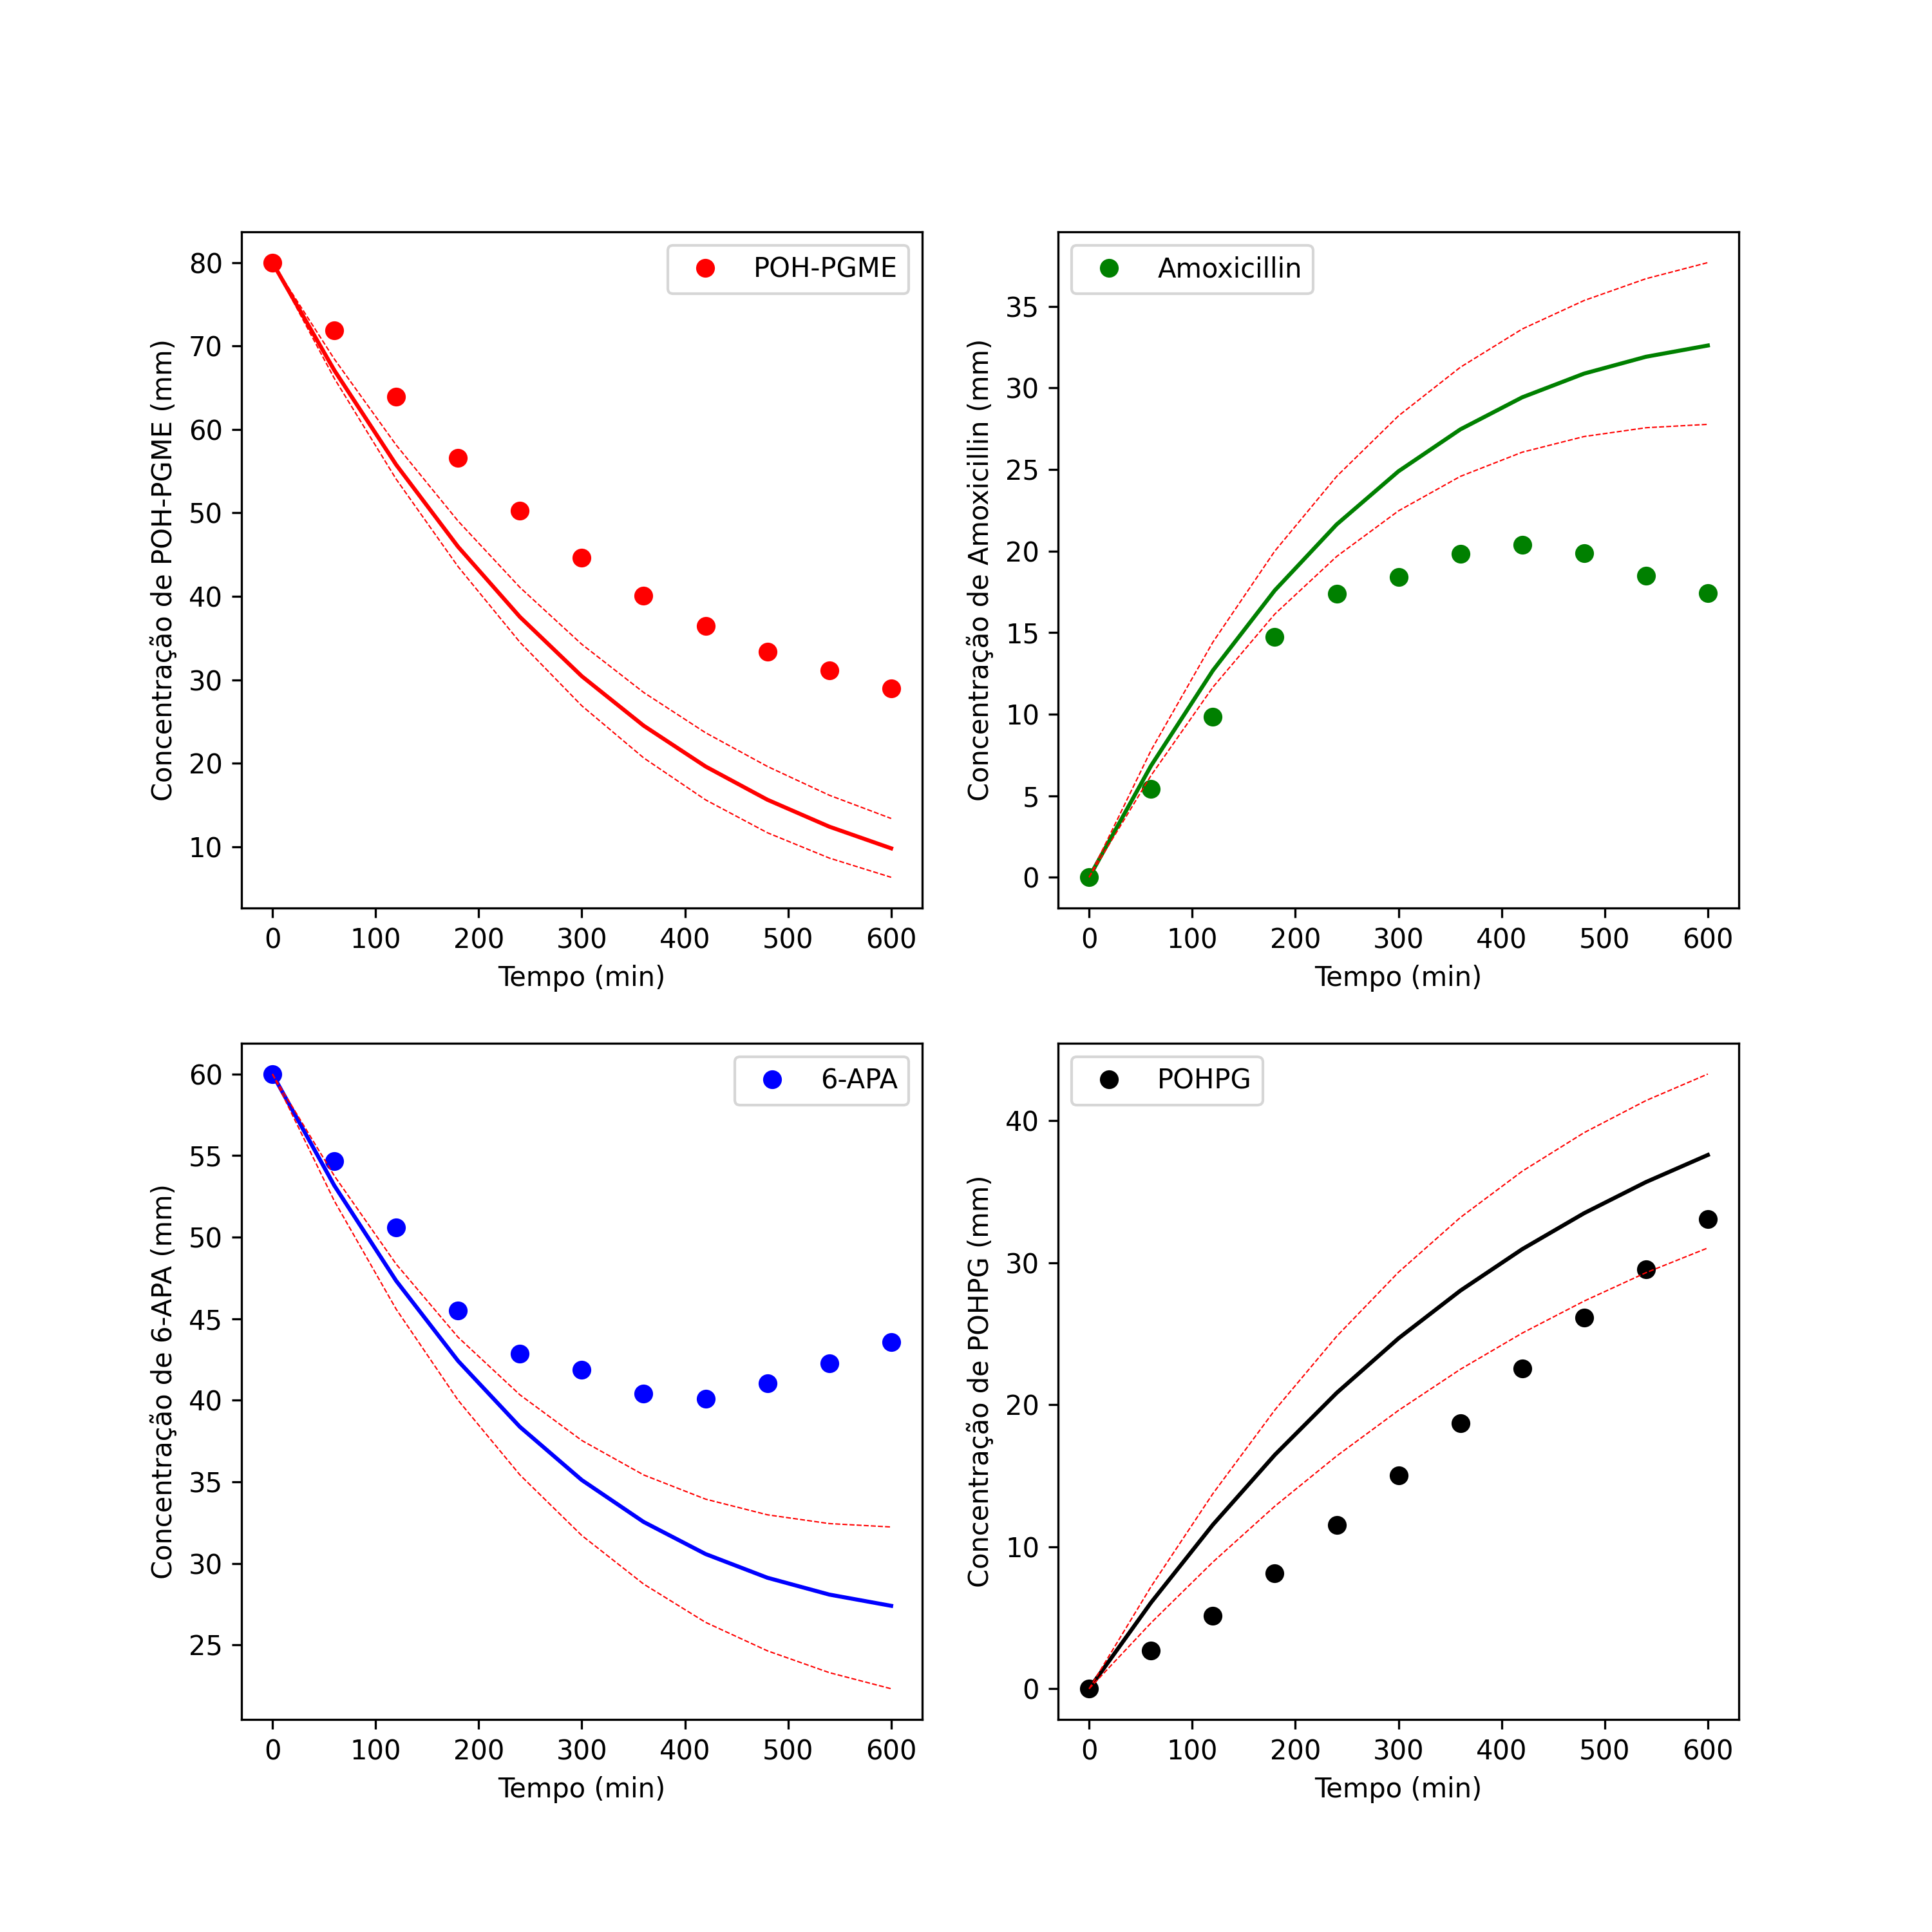 POH-PGME
80
70
60
50
40
30
20
10
Concentração de POH-PGME (mm)
0 100 200 300 400 500 600
Tempo (min)
Amoxicillin
35
30
25
20
15
10
5
0
Concentração de Amoxicillin (mm)
0 100 200 300 400 500 600
Tempo (min)
6-APA
60
55
50
45
40
35
30
25
Concentração de 6-APA (mm)
0 100 200 300 400 500 600
Tempo (min)
POHPG
40
30
20
10
0
Concentração de POHPG (mm)
0 100 200 300 400 500 600
Tempo (min)